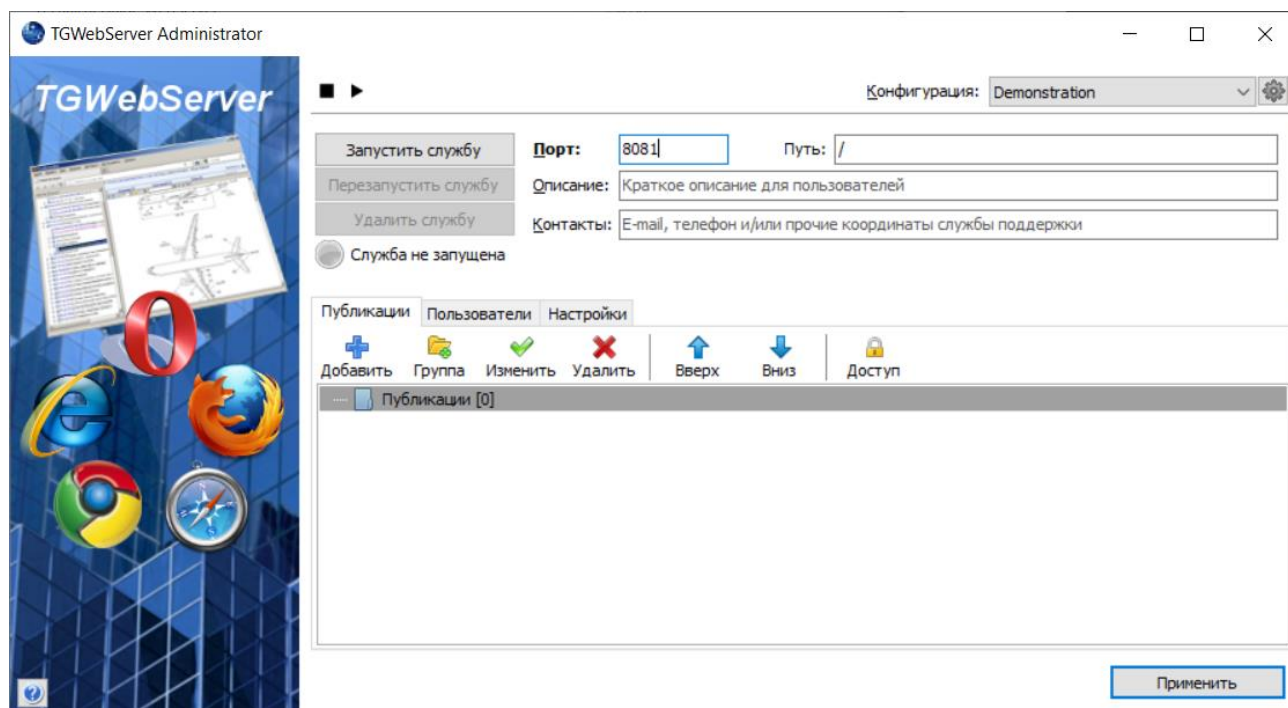 TGWebServer Administrator
TGWebServer
Конфигурация: Demonstration
Запустить службу Порт: 8081 Путь: /
Перезапустить службу Описание: Краткое описание для пользователей
Удалить службу Контакты: E-mail, телефон и/или прочие координаты службы поддержки
Служба не запущена
Публикации Пользователи Настройки
Добавить Группа Изменить Удалить Вверх Вниз Доступ
Публикации [0]
? Применить